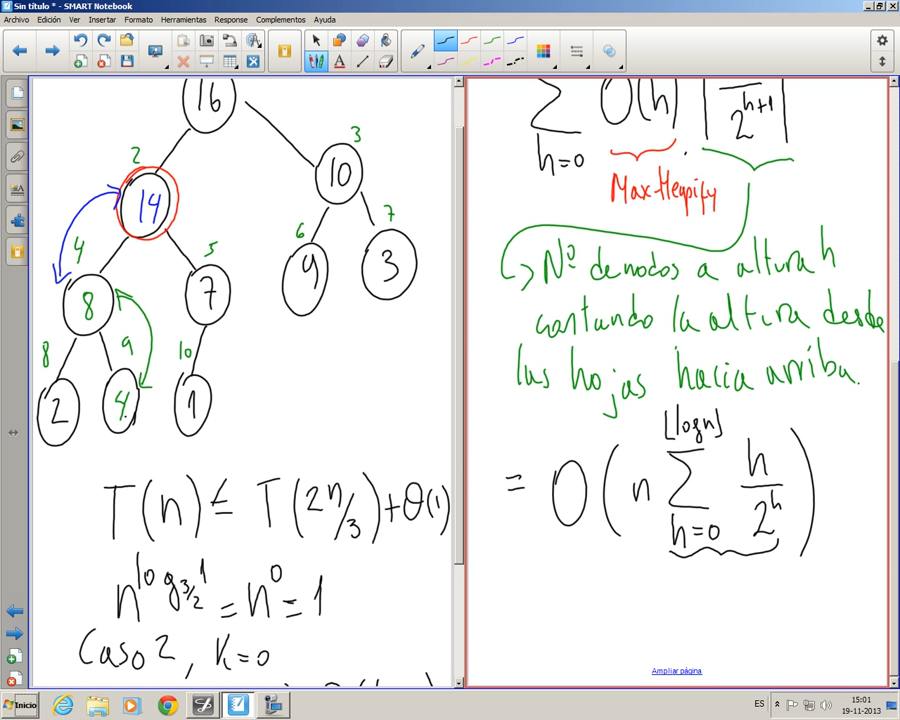 Sin título * - SMART Notebook
Archivo Edición Ver Insertar Formato Herramientas Response Complementos Ayuda
16
2
3
14
10
4
5
6
7
8
7
9
3
8
9
10
2
4
1
T(n) ≤ T(2n/3) + Θ(1)
n^log_3/2 1 = n^0 = 1
Caso 2, K=0
∑ O(h) ⌈ 2^h+1 ⌉
h=0
Max-Heapify
Nº de nodos a altura h
contando la altura desde
las hojas hacia arriba.
⌊log n⌋
= O ( n ∑ h/2^h )
h=0
Ampliar página
Inicio
ES
15:01
19-11-2013